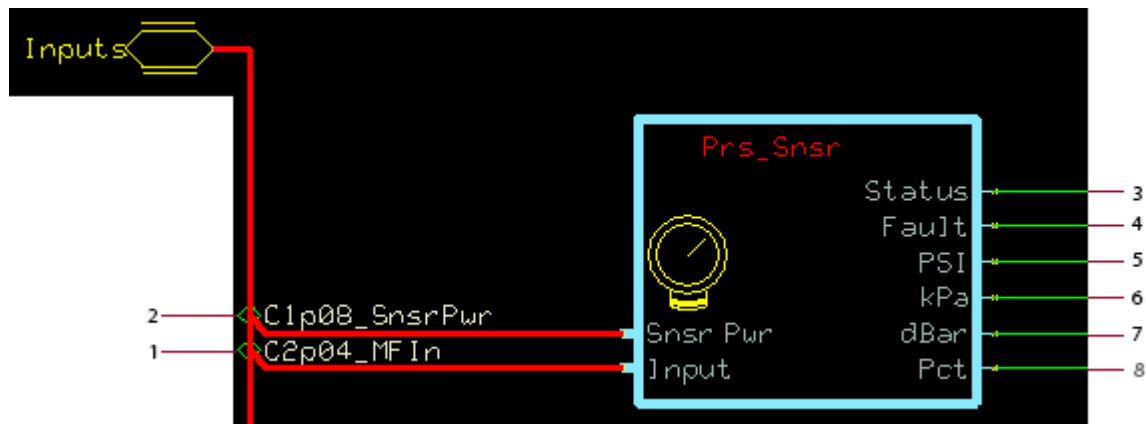 Inputs
Prs_Snsr
Status 3
Fault 4
PSI 5
kPa 6
2 C1p08_SnsrPwr
Snsr Pwr dBar 7
1 C2p04_MFIn
Input Pct 8